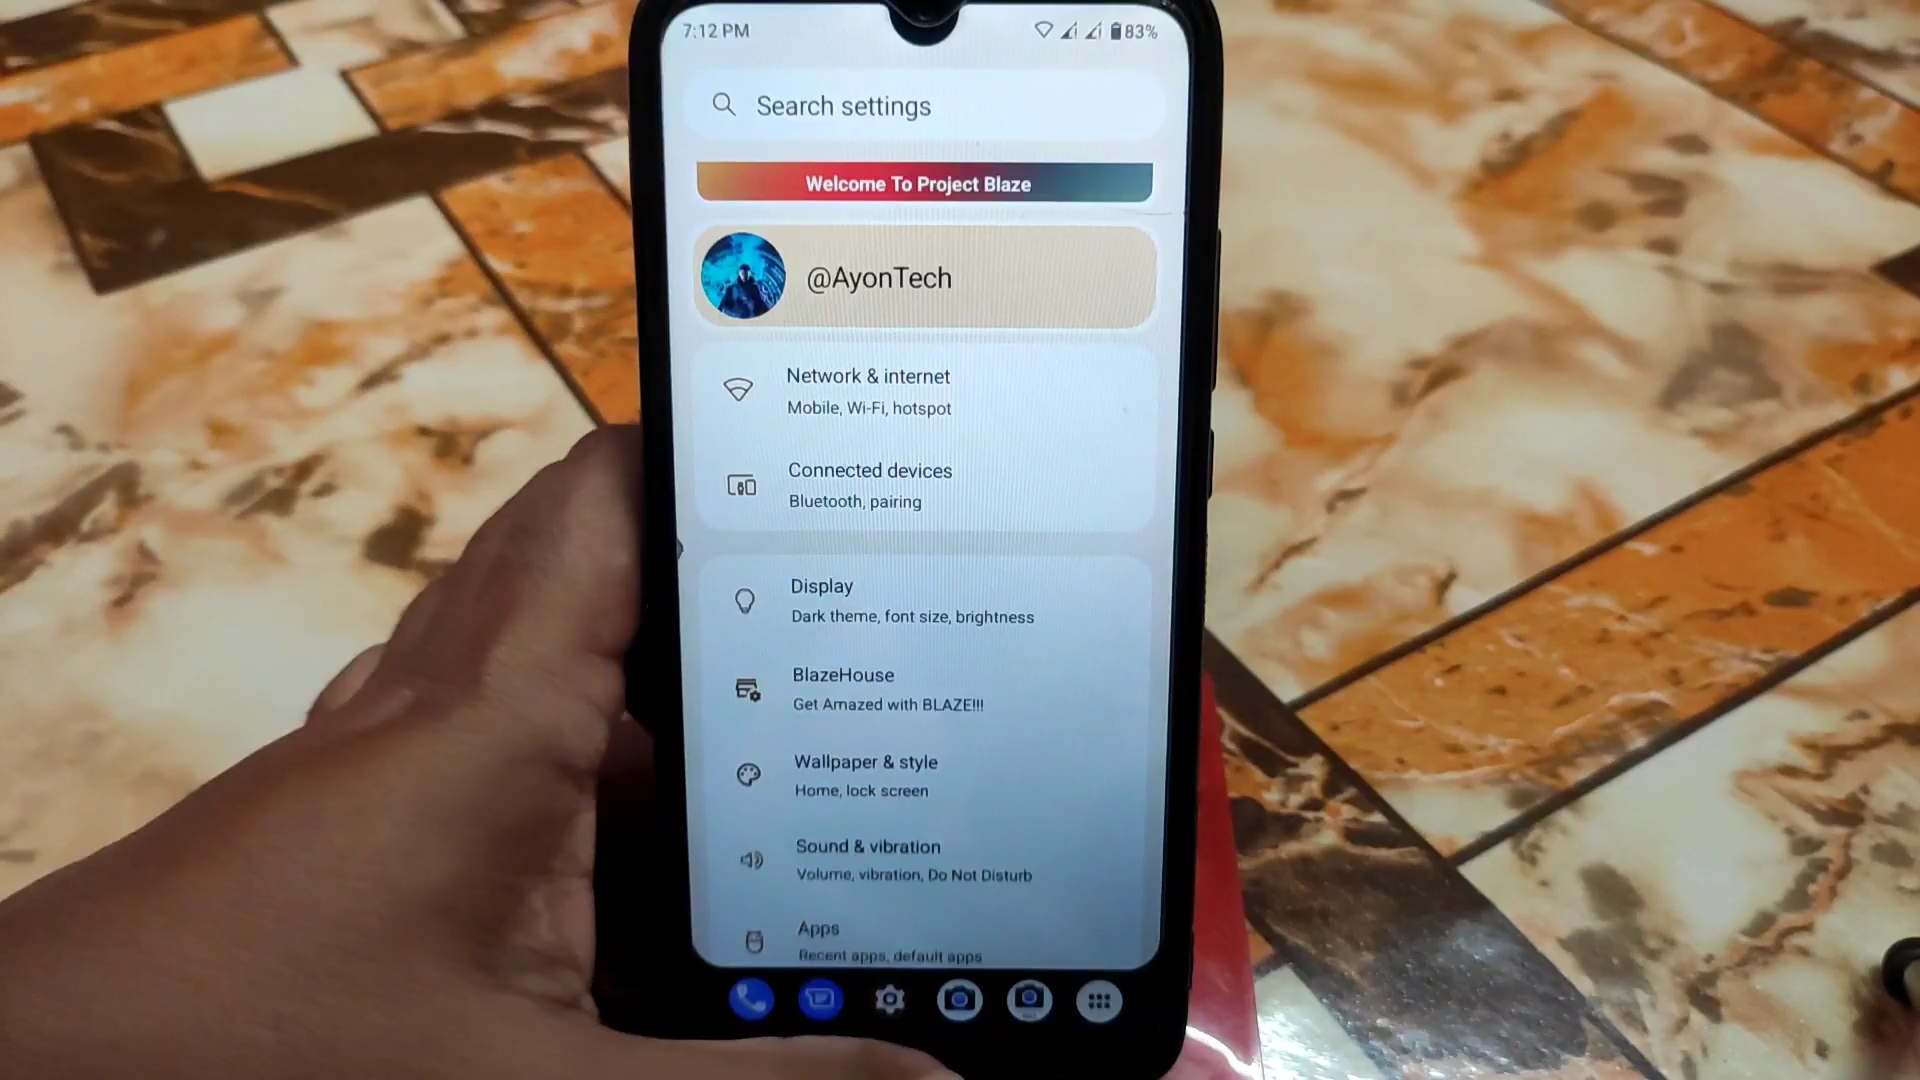 7:12 PM
83%
Search settings
Welcome To Project Blaze
@AyonTech
Network & internet
Mobile, Wi-Fi, hotspot
Connected devices
Bluetooth, pairing
Display
Dark theme, font size, brightness
BlazeHouse
Get Amazed with BLAZE!!!
Wallpaper & style
Home, lock screen
Sound & vibration
Volume, vibration, Do Not Disturb
Apps
Recent apps, default apps